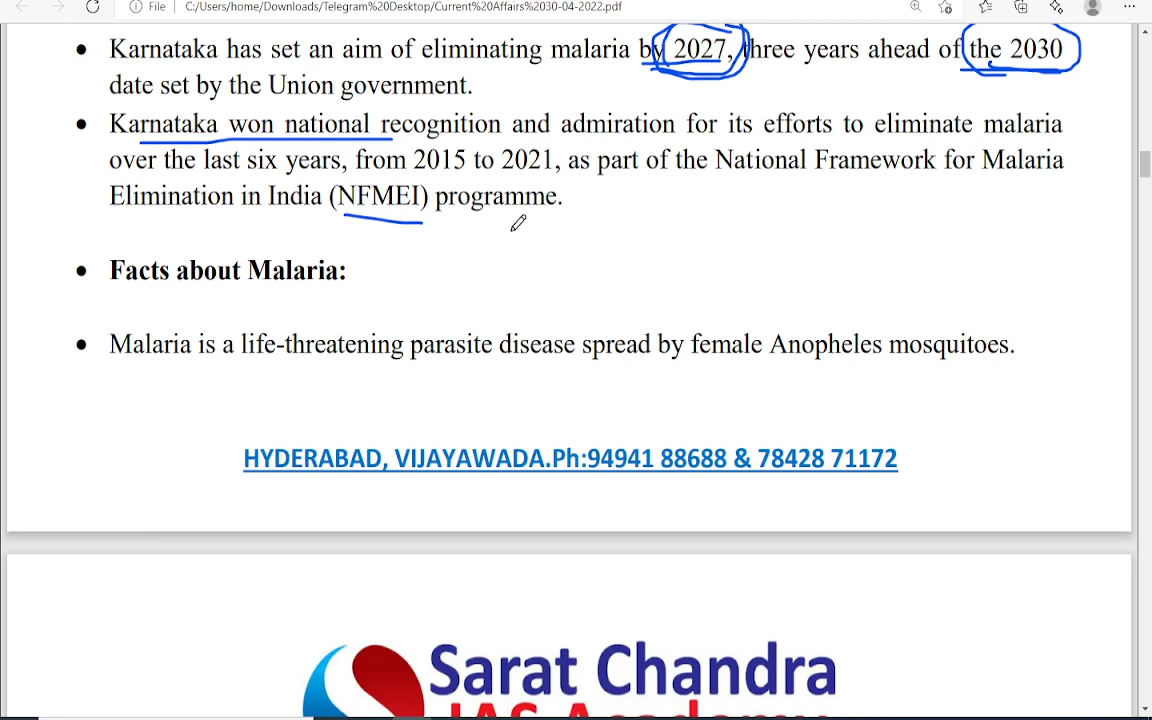 File
C:/Users/home/Downloads/Telegram%20Desktop/Current%20Affairs%2030-04-2022.pdf
• Karnataka has set an aim of eliminating malaria by 2027, three years ahead of the 2030
date set by the Union government.
• Karnataka won national recognition and admiration for its efforts to eliminate malaria
over the last six years, from 2015 to 2021, as part of the National Framework for Malaria
Elimination in India (NFMEI) programme.
• Facts about Malaria:
• Malaria is a life-threatening parasite disease spread by female Anopheles mosquitoes.
HYDERABAD, VIJAYAWADA.Ph:94941 88688 & 78428 71172
Sarat Chandra
IAS Academy